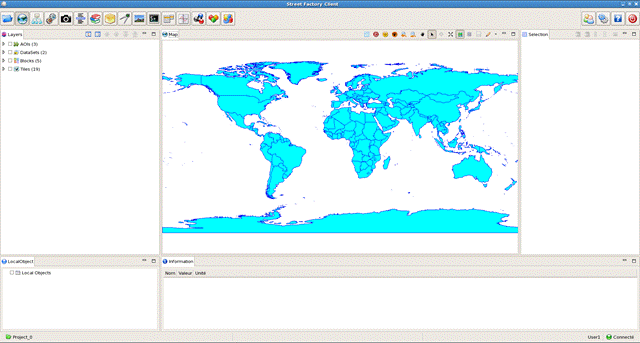 Street Factory Client
Layers
Map
Selection
AOIs (3)
DataSets (2)
Blocks (5)
Tiles (19)
LocalObject
Information
Local Objects
Nom Valeur Unité
Project_0
User1
Connecté